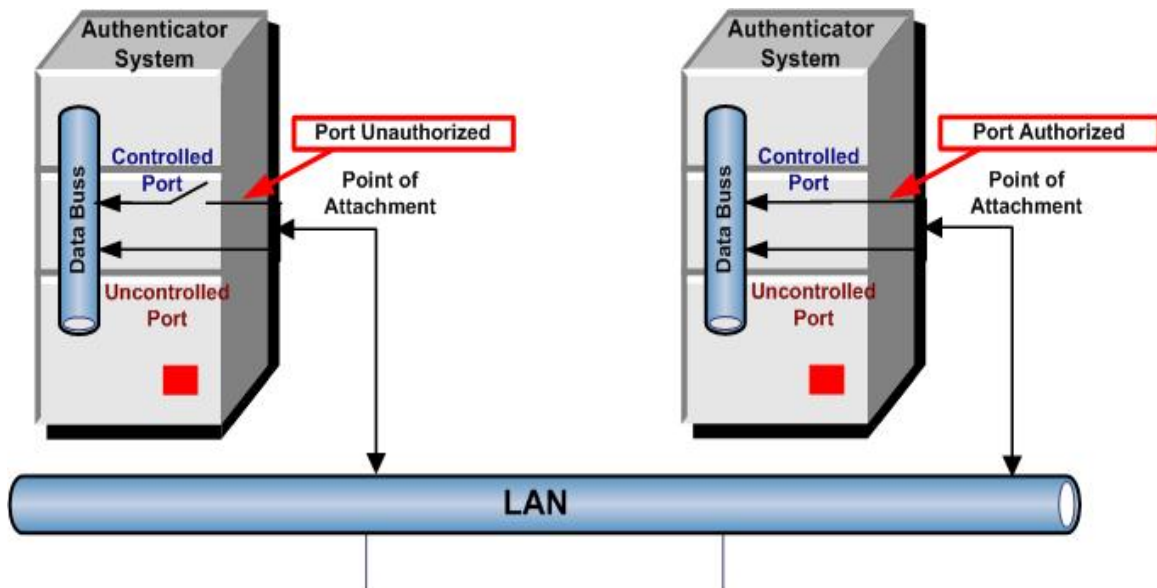 Authenticator
System
Port Unauthorized
Controlled
Port
Point of
Attachment
Data Buss
Uncontrolled
Port
Authenticator
System
Port Authorized
Controlled
Port
Point of
Attachment
Data Buss
Uncontrolled
Port
LAN